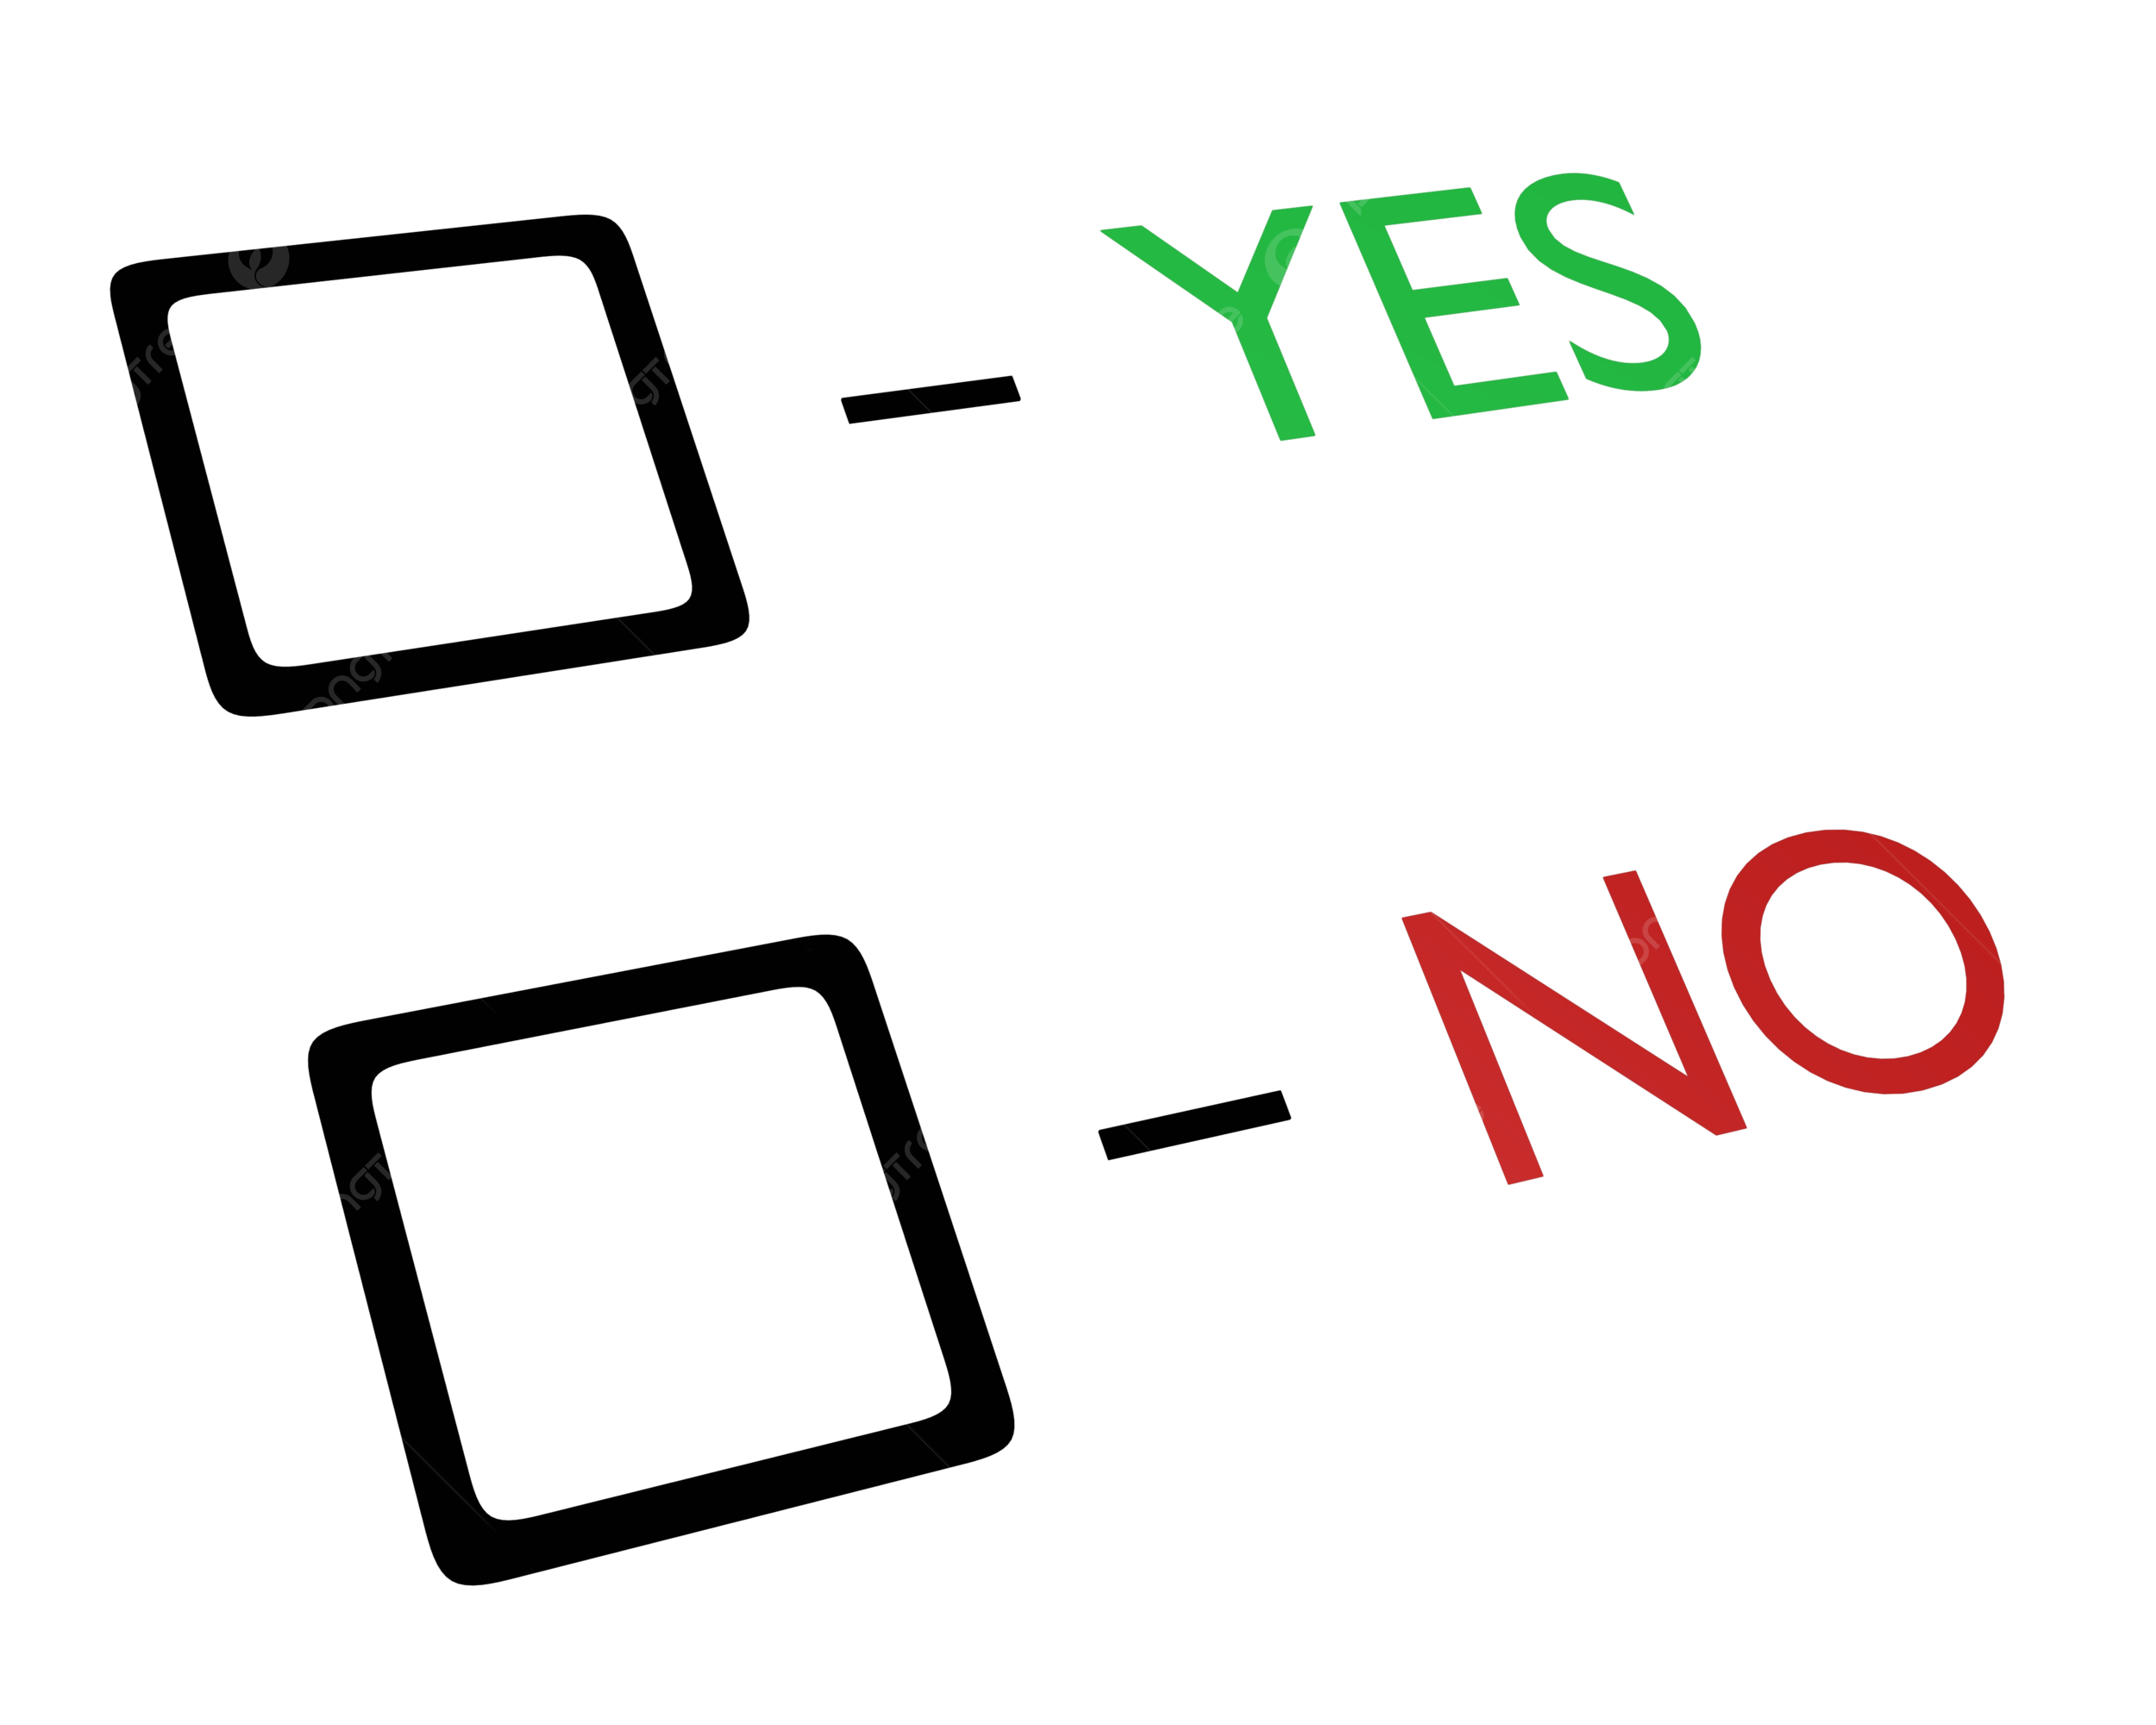 - YES
- NO